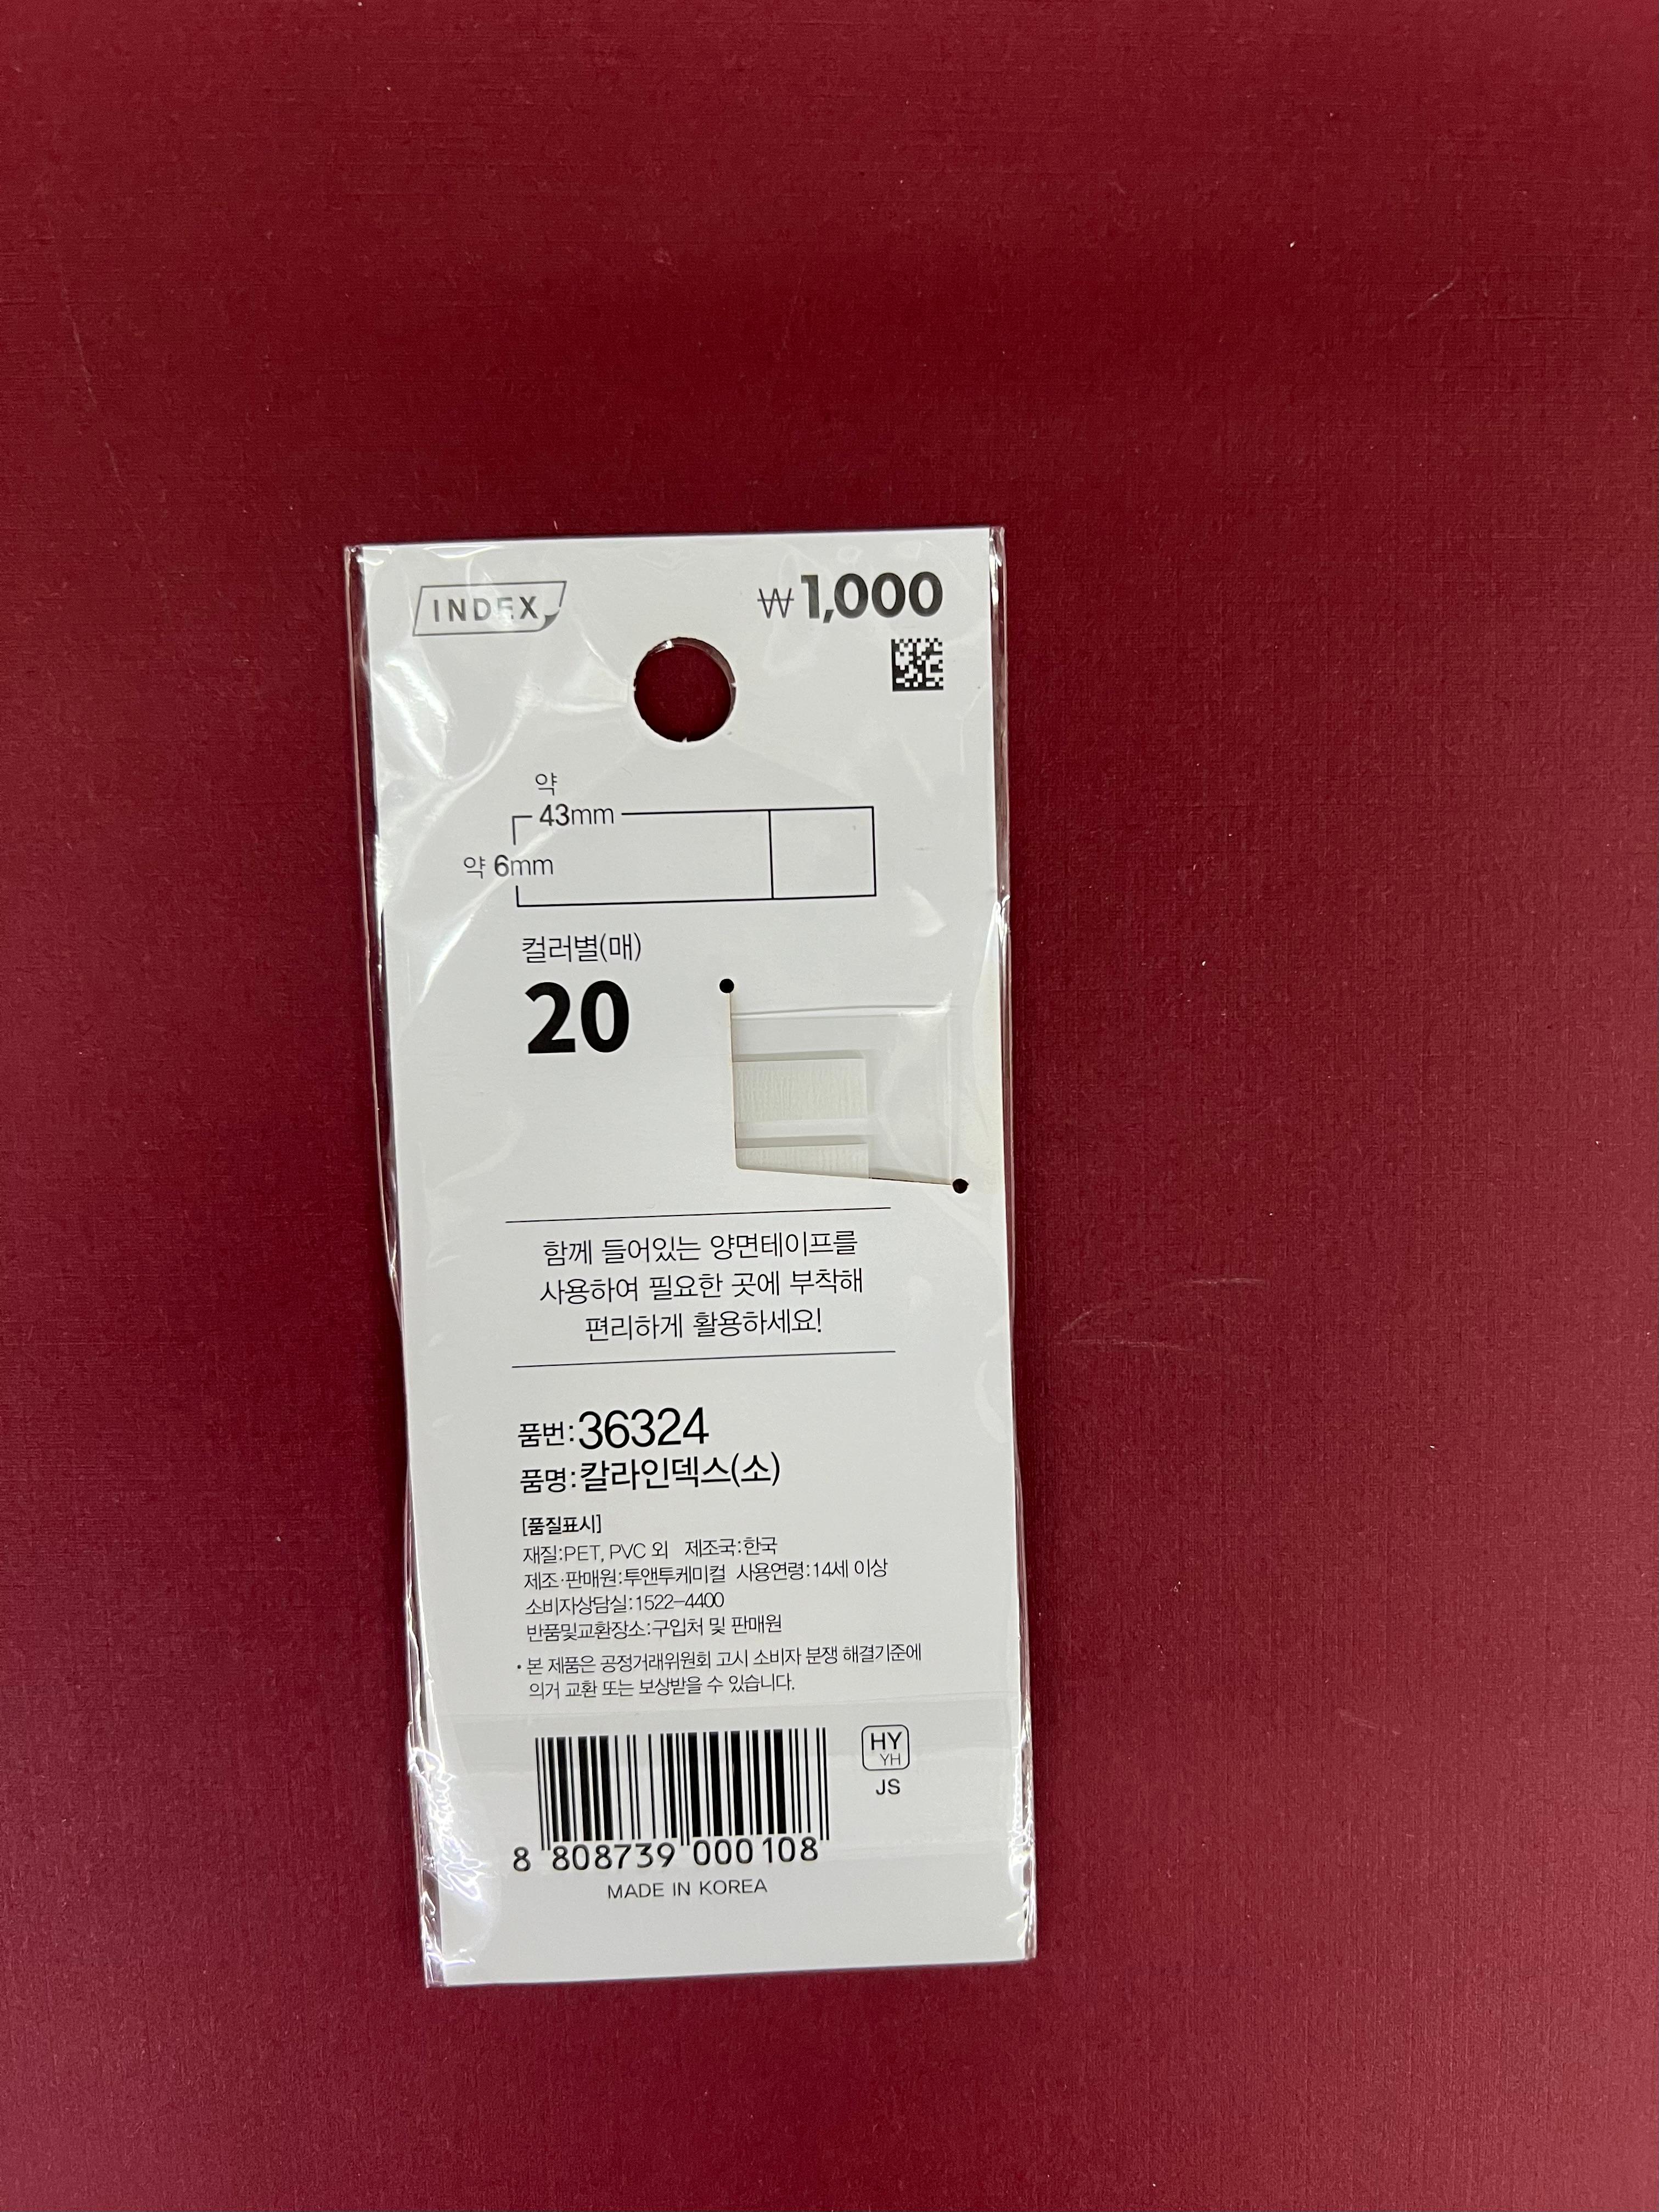 INDEX
₩1,000
약
43mm
약 6mm
컬러별(매)
20
함께 들어있는 양면테이프를
사용하여 필요한 곳에 부착해
편리하게 활용하세요!
품번:36324
품명:칼라인덱스(소)
[품질표시]
재질:PET, PVC 외 제조국:한국
제조·판매원:투앤투케미컬 사용연령:14세 이상
소비자상담실:1522-4400
반품및교환장소:구입처 및 판매원
• 본 제품은 공정거래위원회 고시 소비자 분쟁 해결기준에
의거 교환 또는 보상받을 수 있습니다.
HY
YH
JS
8 808739 000108
MADE IN KOREA